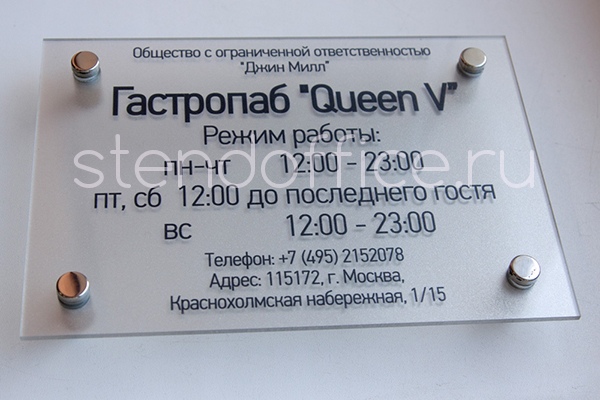 Общество с ограниченной ответственностью
"Джин Милл"
Гастропаб "Queen V"
Режим работы:
пн-чт 12:00 - 23:00
stendoffice.ru
пт, сб 12:00 до последнего гостя
вс 12:00 - 23:00
Телефон: +7 (495) 2152078
Адрес: 115172, г. Москва,
Краснохолмская набережная, 1/15